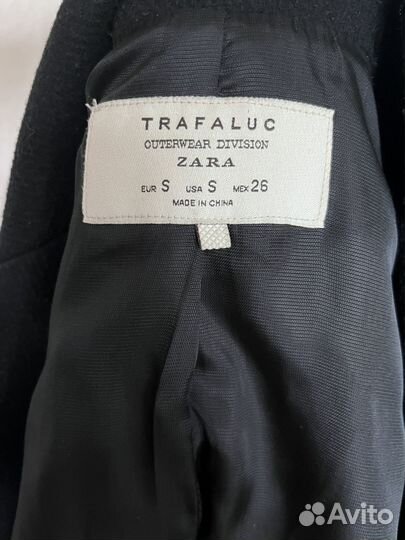 TRAFALUC
OUTERWEAR DIVISION
ZARA
EUR S USA S MEX 26
MADE IN CHINA
Avito